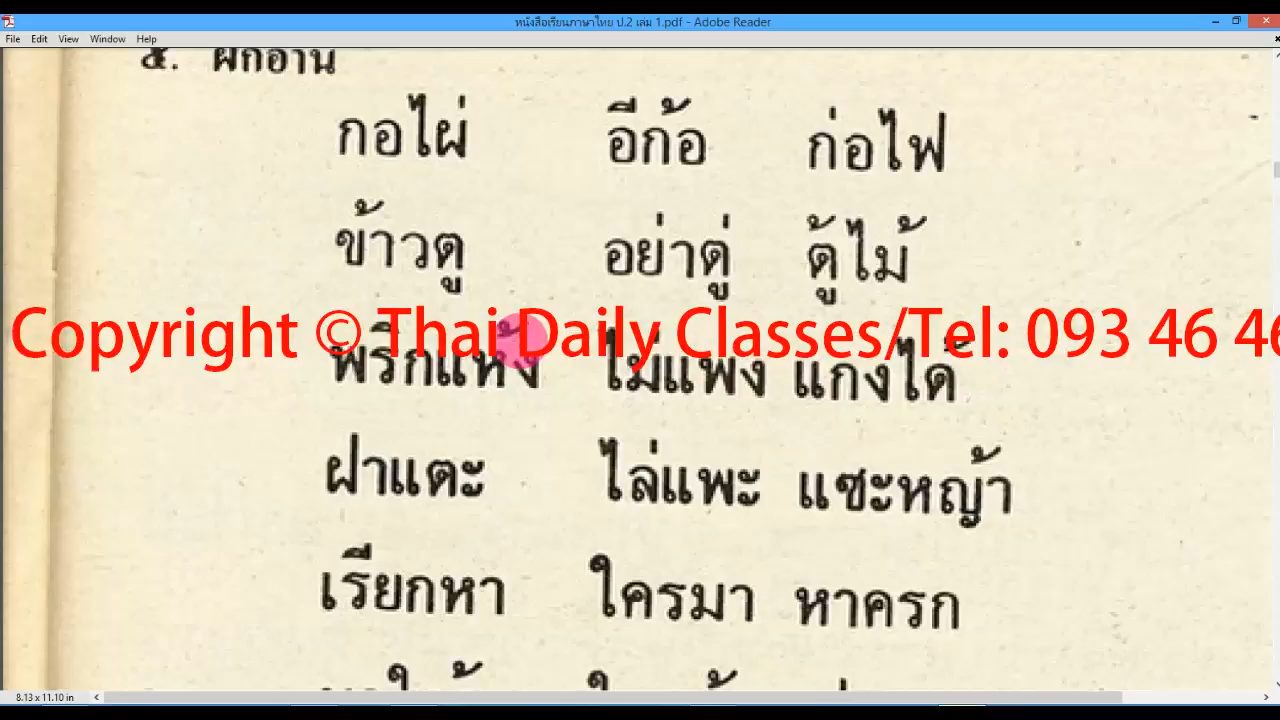 หนังสือเรียนภาษาไทย ป.2 เล่ม 1.pdf - Adobe Reader
File Edit View Window Help
๕. ฝึกอ่าน
กอไผ่ อีก้อ ก่อไฟ
ข้าวตู อย่าตู่ ตู้ไม้
Copyright © Thai Daily Classes/Tel: 093 46 46
พริกแห้ง ไม่แพง แกงได้
ฝาแตะ ไล่แพะ แซะหญ้า
เรียกหา ใครมา หาครก
8.13 x 11.10 in